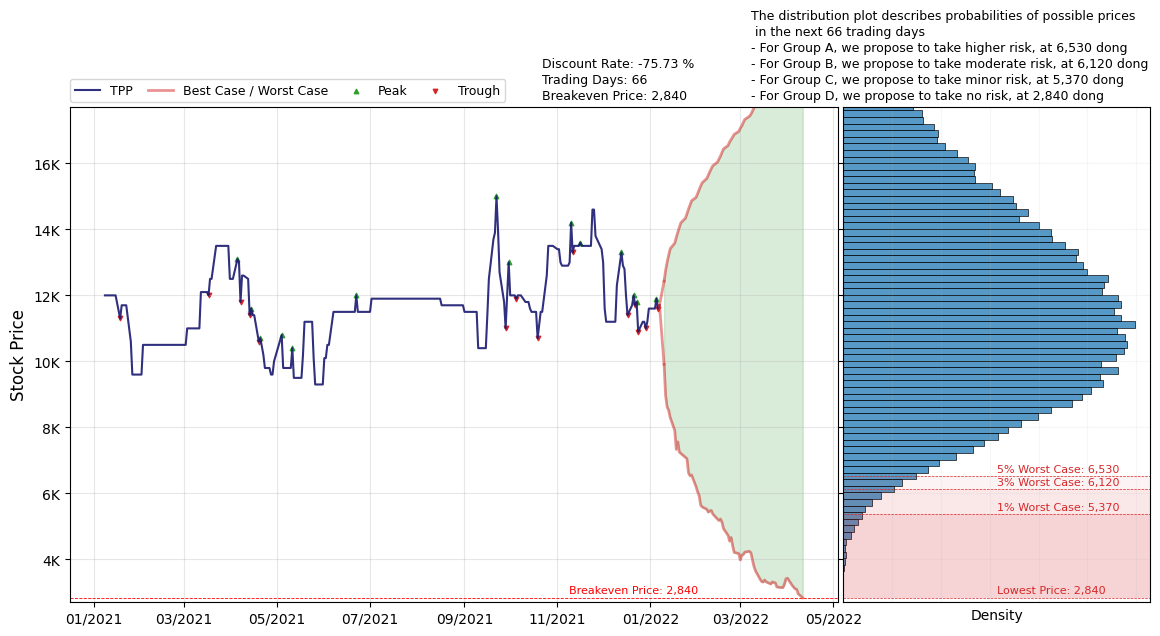 The distribution plot describes probabilities of possible prices
in the next 66 trading days
- For Group A, we propose to take higher risk, at 6,530 dong
- For Group B, we propose to take moderate risk, at 6,120 dong
- For Group C, we propose to take minor risk, at 5,370 dong
- For Group D, we propose to take no risk, at 2,840 dong
Discount Rate: -75.73 %
Trading Days: 66
Breakeven Price: 2,840
TPP Best Case / Worst Case Peak Trough
Stock Price
16K
14K
12K
10K
8K
6K
4K
5% Worst Case: 6,530
3% Worst Case: 6,120
1% Worst Case: 5,370
Breakeven Price: 2,840
Lowest Price: 2,840
01/2021 03/2021 05/2021 07/2021 09/2021 11/2021 01/2022 03/2022 05/2022
Density